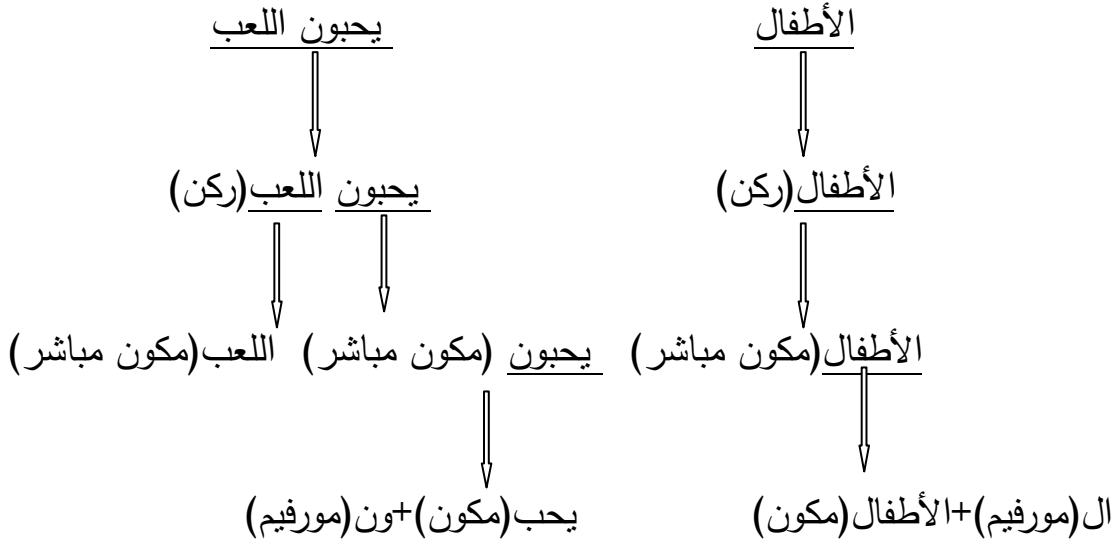 الأطفال يحبون اللعب
الأطفال(ركن) يحبون اللعب(ركن)
الأطفال(مكون مباشر) يحبون (مكون مباشر) اللعب(مكون مباشر)
ال(مورفيم)+الأطفال(مكون) يحب(مكون)+ون(مورفيم)